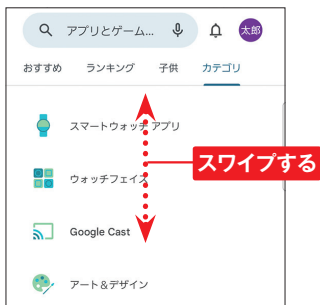 アプリとゲーム... 太郎
おすすめ ランキング 子供 カテゴリ
スマートウォッチ アプリ
スワイプする
ウォッチフェイス
Google Cast
アート＆デザイン